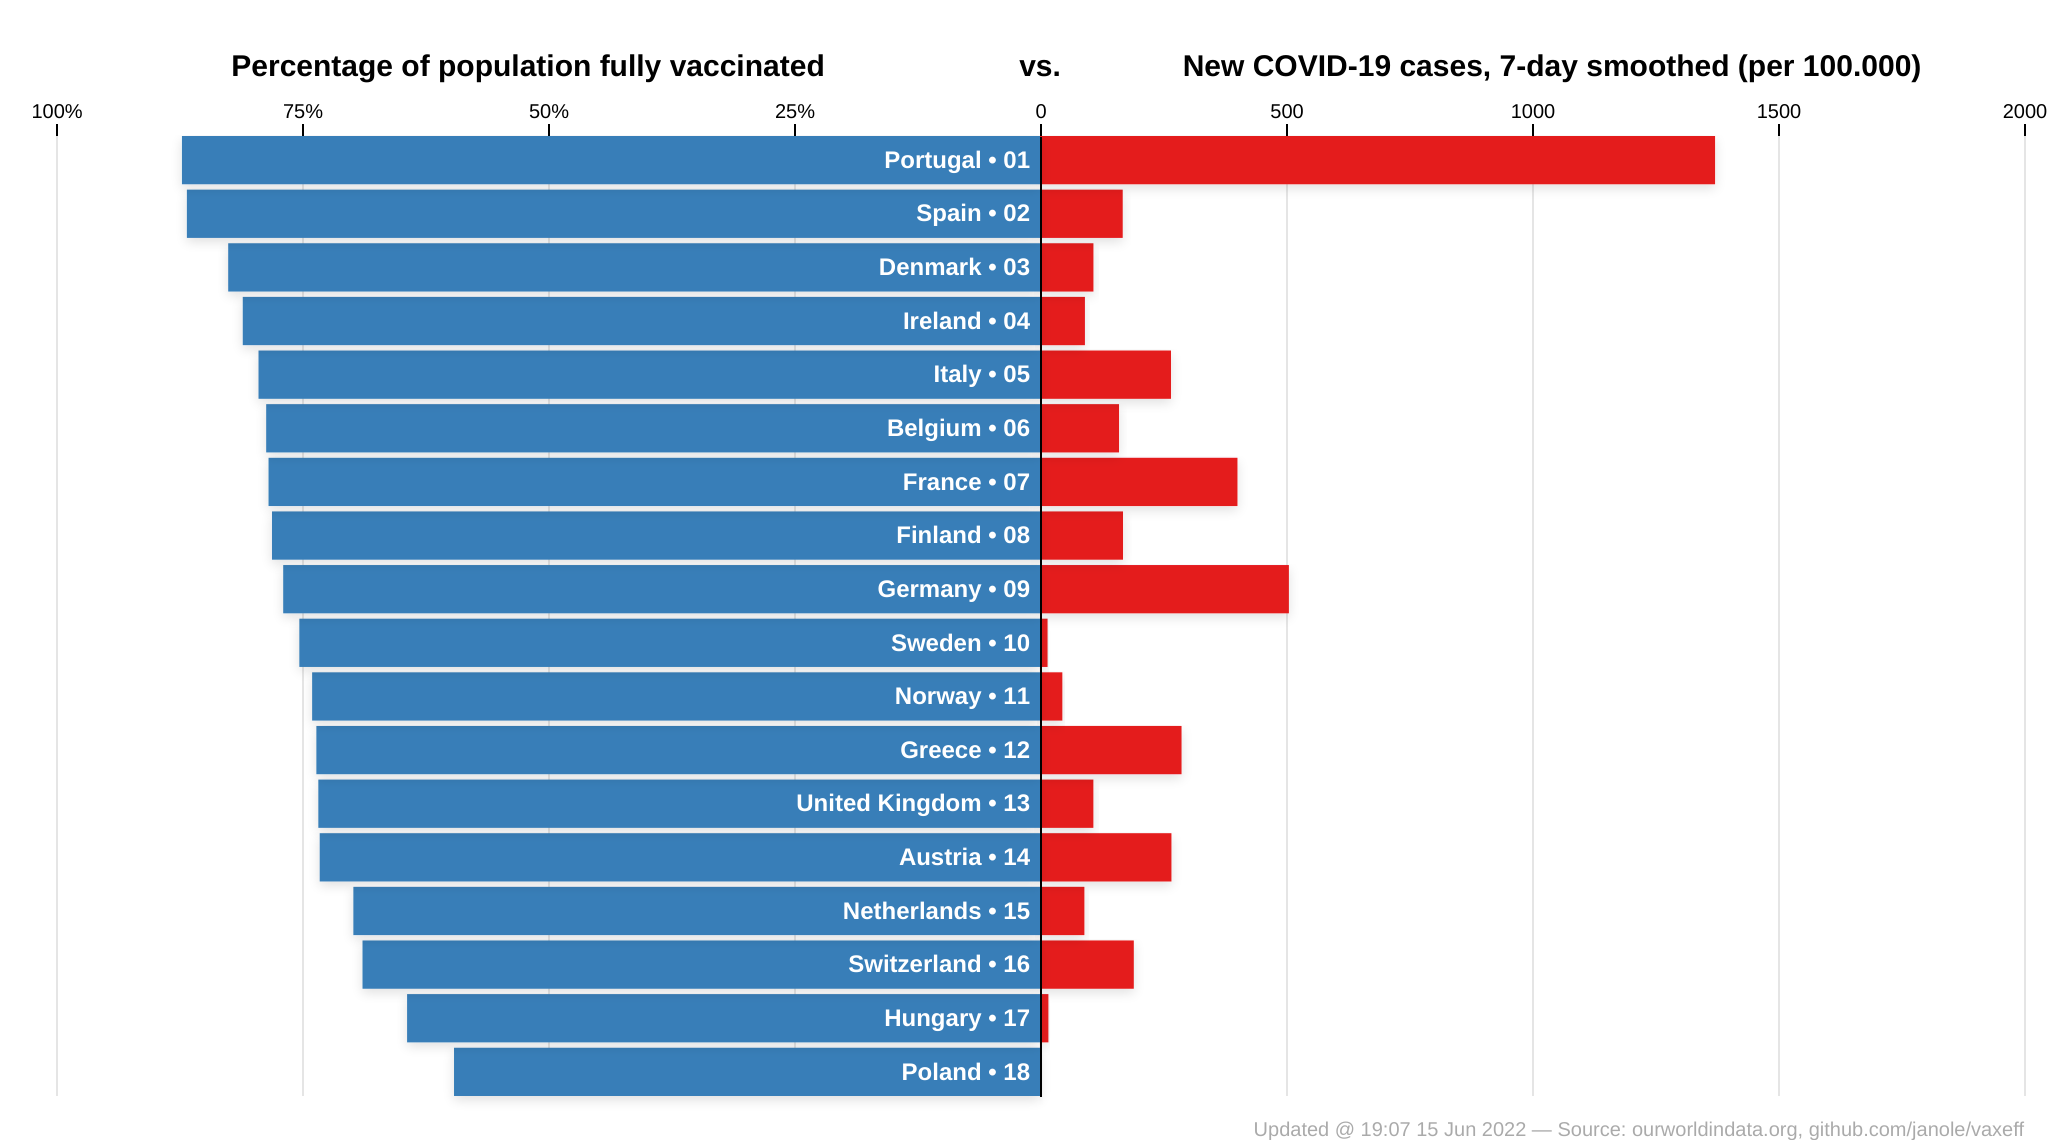 Percentage of population fully vaccinated vs. New COVID-19 cases, 7-day smoothed (per 100.000)
100% 75% 50% 25% 0 500 1000 1500 2000
Portugal • 01
Spain • 02
Denmark • 03
Ireland • 04
Italy • 05
Belgium • 06
France • 07
Finland • 08
Germany • 09
Sweden • 10
Norway • 11
Greece • 12
United Kingdom • 13
Austria • 14
Netherlands • 15
Switzerland • 16
Hungary • 17
Poland • 18
Updated @ 19:07 15 Jun 2022 — Source: ourworldindata.org, github.com/janole/vaxeff